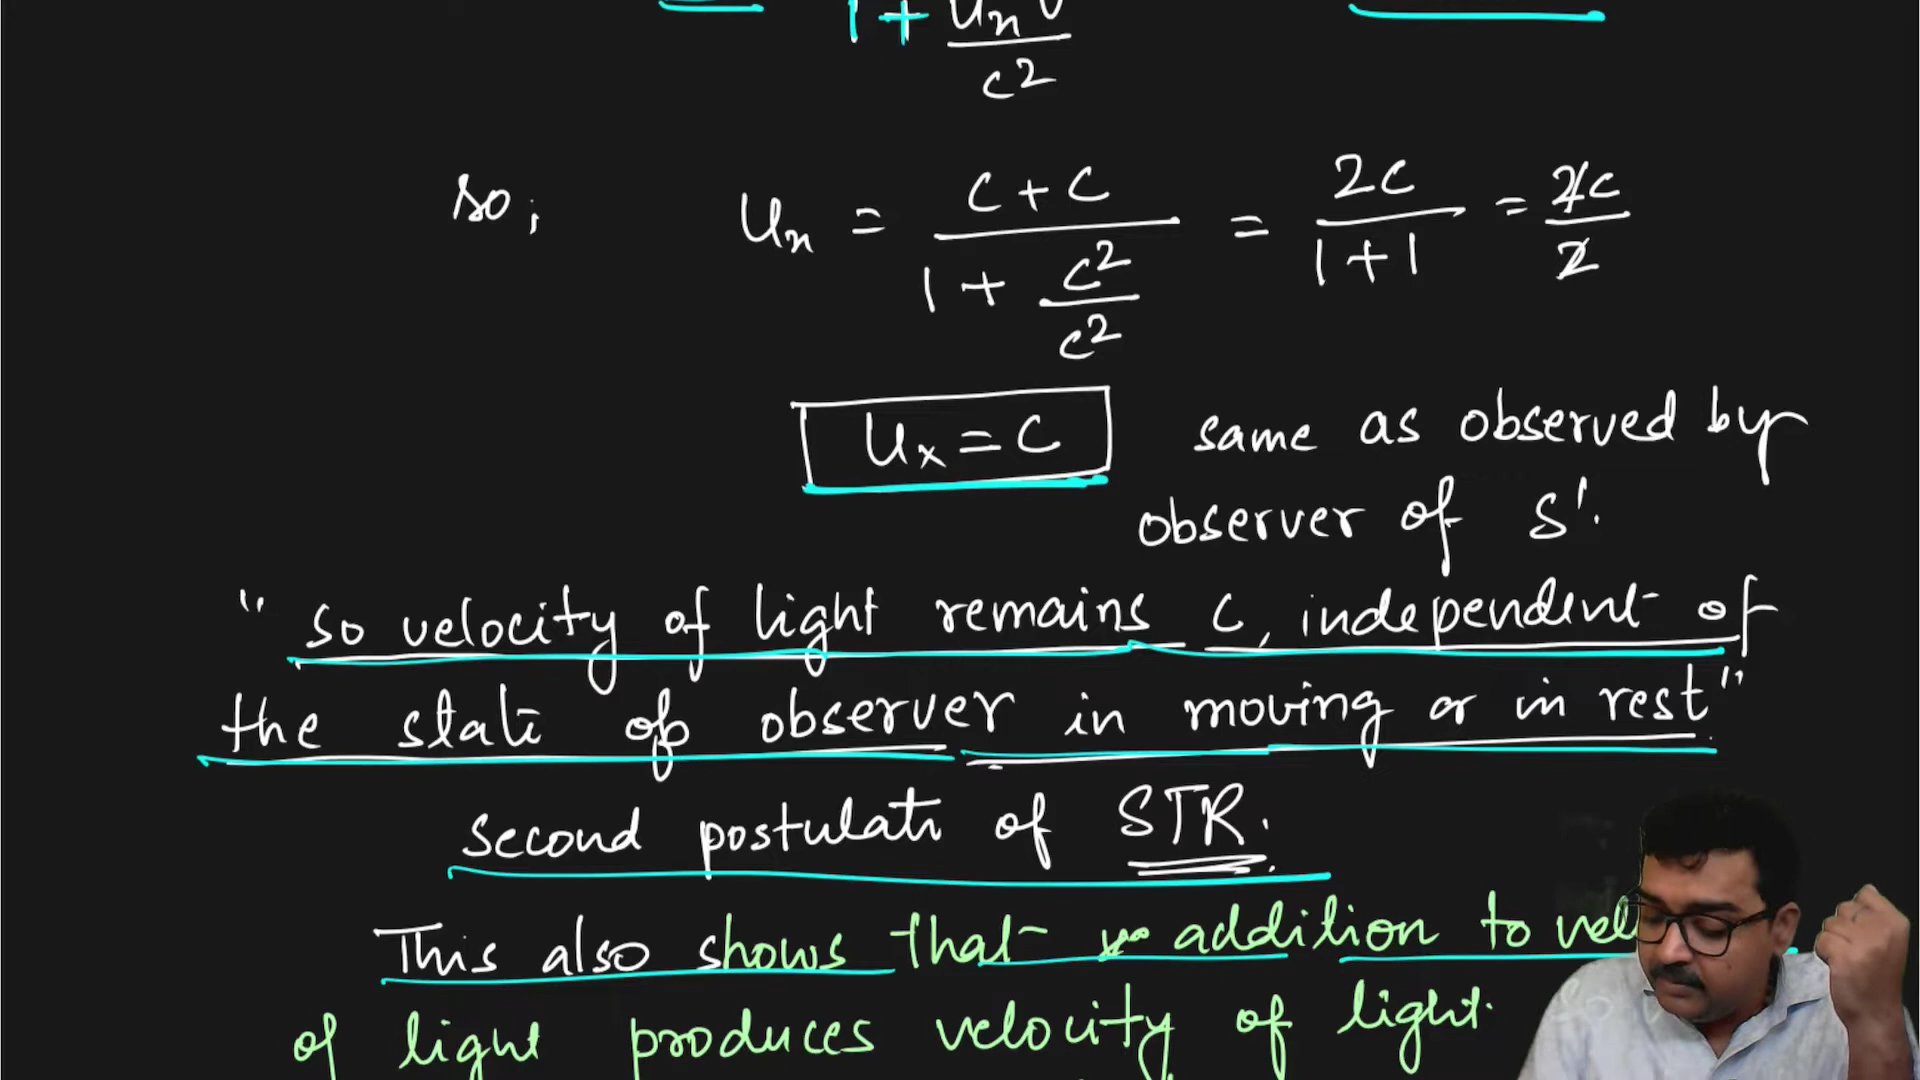 1 + uxv
c2
so, ux = c + c / 1 + c2/c2 = 2c / 1+1 = 2c / 2
ux = c same as observed by
observer of S'.
"so velocity of light remains c, independent of
the state of observer in moving or in rest"
second postulate of STR.
This also shows that addition to
of light produces velocity of light.